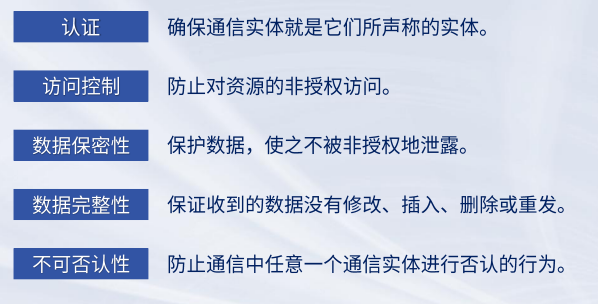 认证 确保通信实体就是它们所声称的实体。
访问控制 防止对资源的非授权访问。
数据保密性 保护数据，使之不被非授权地泄露。
数据完整性 保证收到的数据没有修改、插入、删除或重发。
不可否认性 防止通信中任意一个通信实体进行否认的行为。